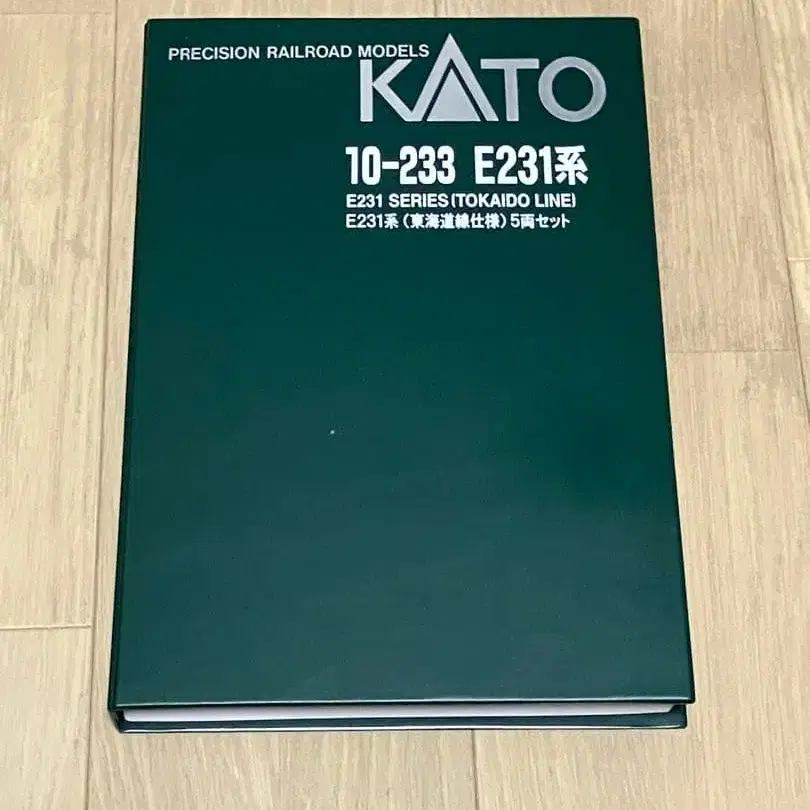 PRECISION RAILROAD MODELS
KATO
10-233 E231系
E231 SERIES(TOKAIDO LINE)
E231系(東海道線仕様)5両セット